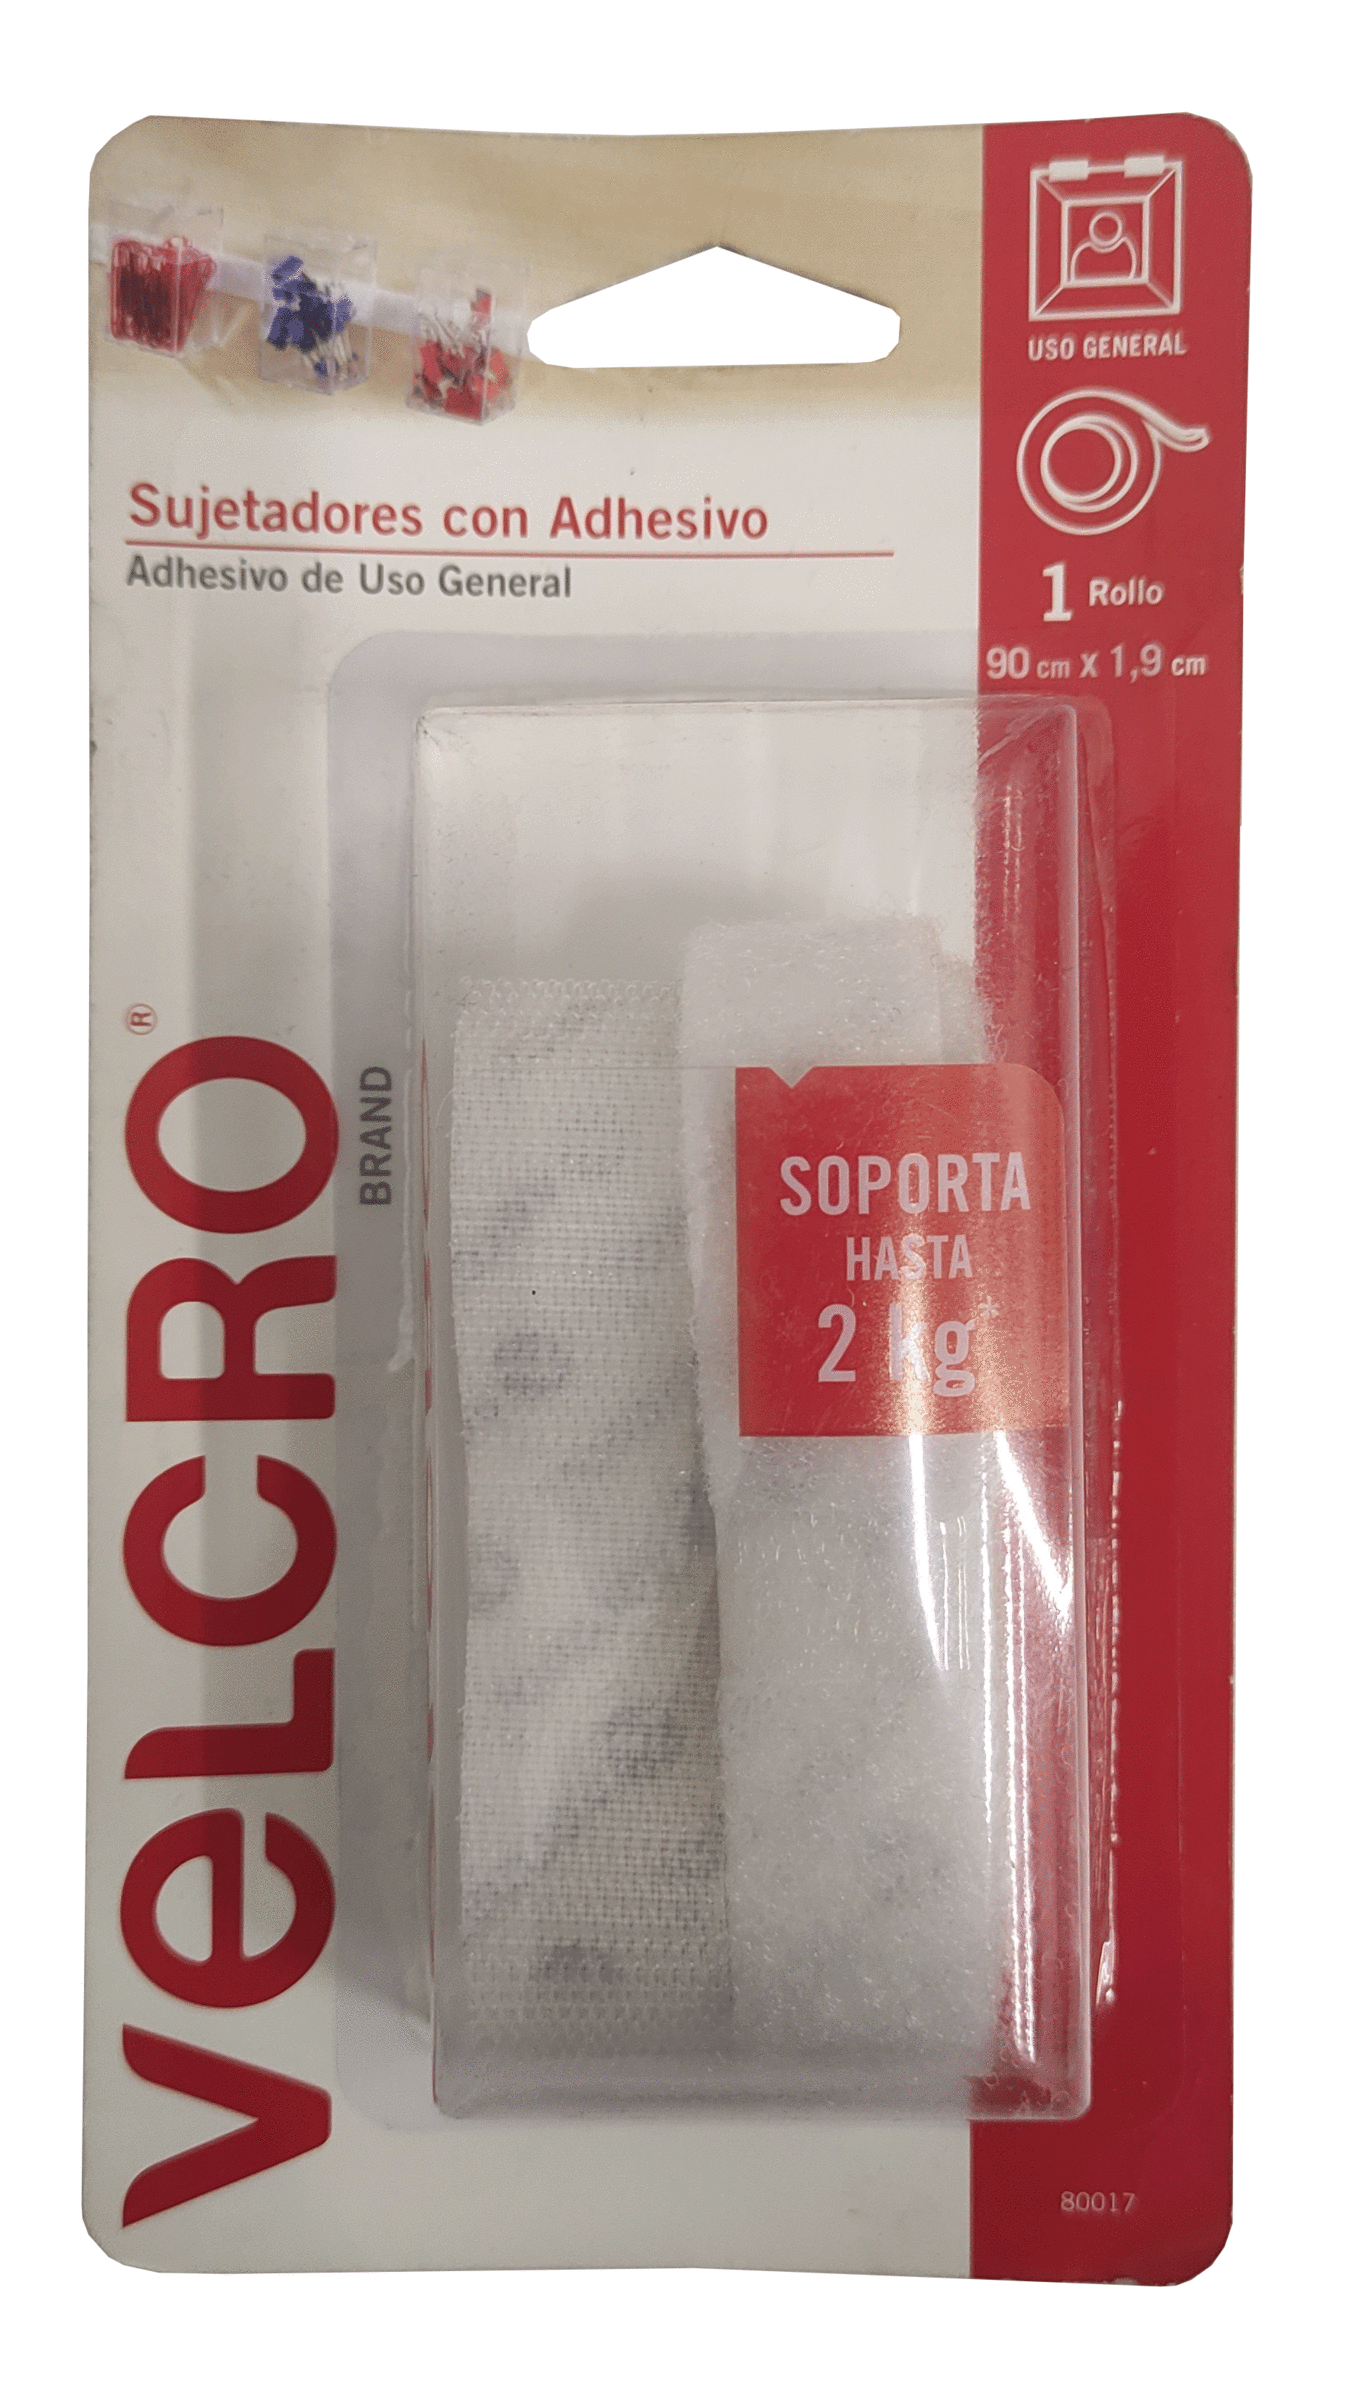 USO GENERAL
Sujetadores con Adhesivo
Adhesivo de Uso General
1 Rollo
90 cm x 1,9 cm
VELCRO®
BRAND
SOPORTA
HASTA
2 kg+
80017